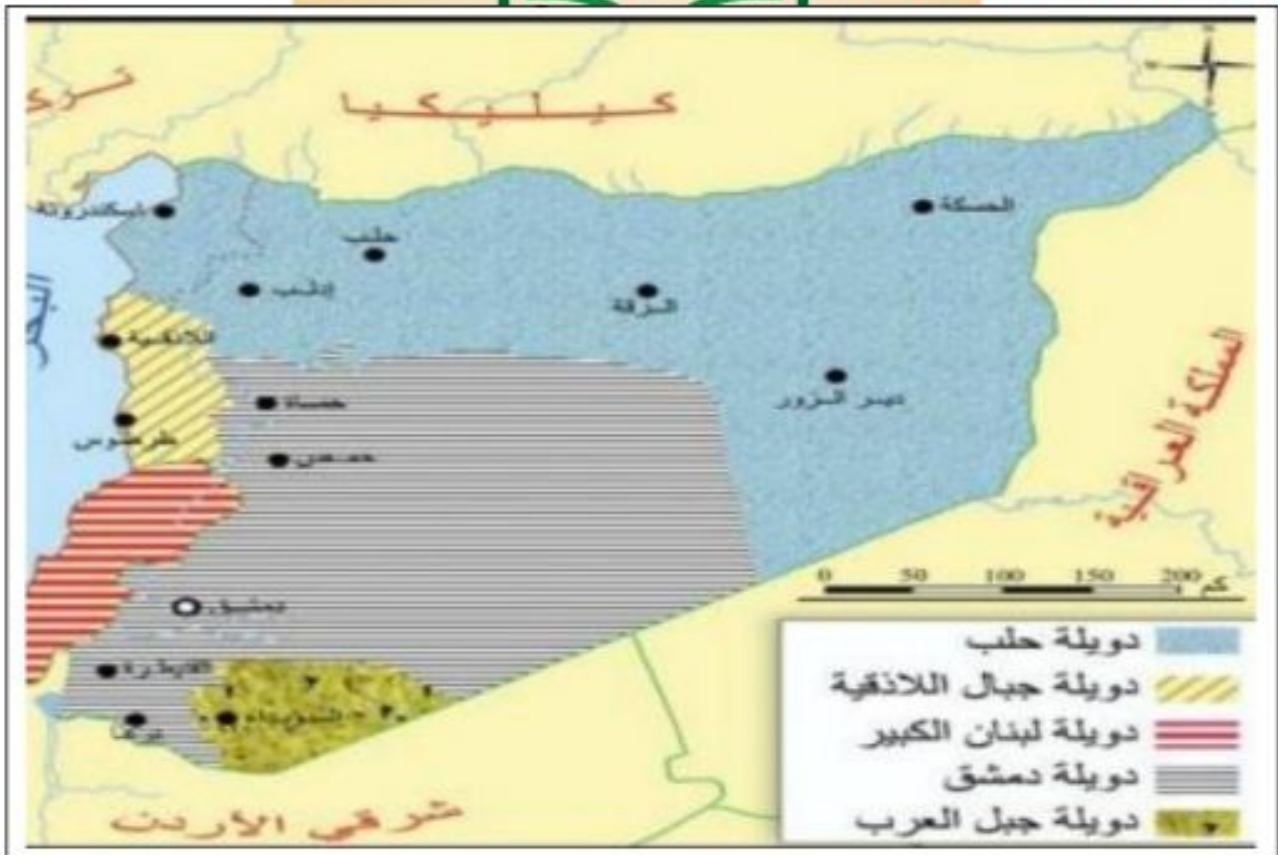 كيليكيا
الحسكة
حلب
إدلب
الرقة
اللاذقية
دير الزور
حماة
طرطوس
حمص
المملكة العراقية
دمشق
0 50 100 150 200 كم
القنيطرة
السويداء
درعا
شرقي الأردن
دويلة حلب
دويلة جبال اللاذقية
دويلة لبنان الكبير
دويلة دمشق
دويلة جبل العرب